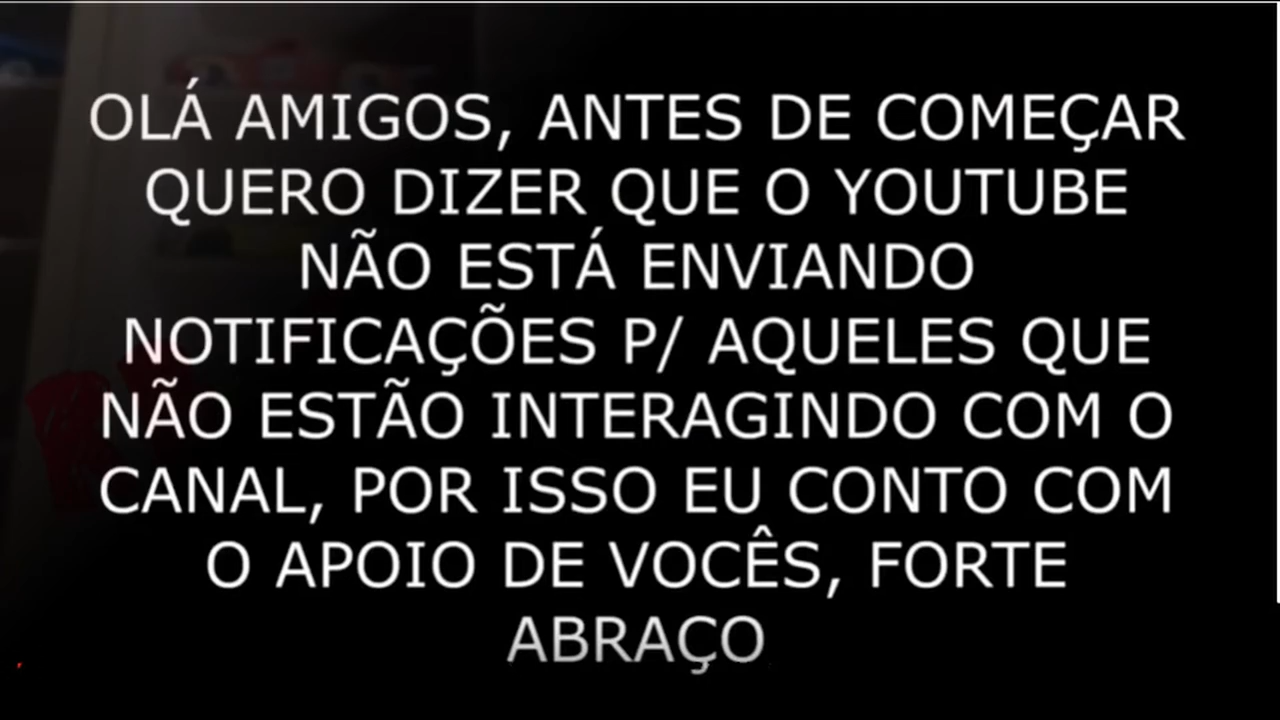 OLÁ AMIGOS, ANTES DE COMEÇAR
QUERO DIZER QUE O YOUTUBE
NÃO ESTÁ ENVIANDO
NOTIFICAÇÕES P/ AQUELES QUE
NÃO ESTÃO INTERAGINDO COM O
CANAL, POR ISSO EU CONTO COM
O APOIO DE VOCÊS, FORTE
ABRAÇO